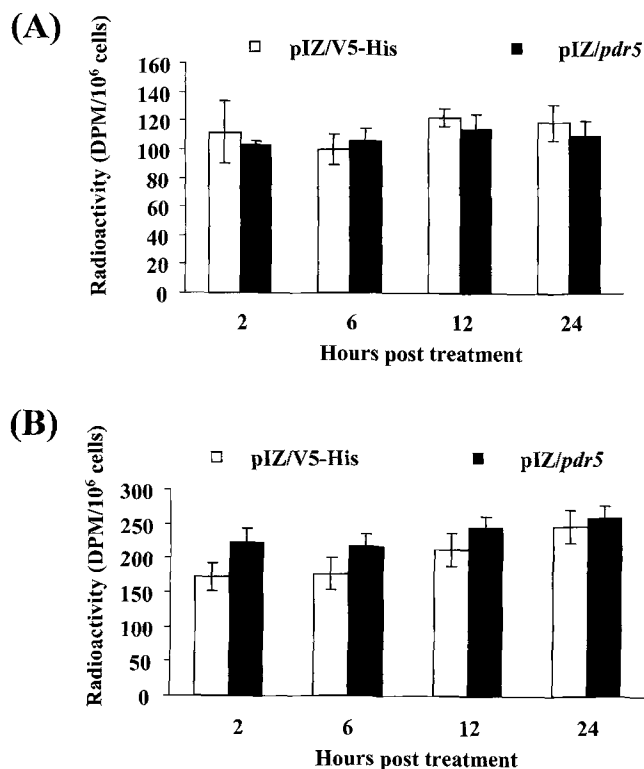 (A)
pIZ/V5-His pIZ/pdr5
Radioactivity (DPM/10⁶ cells)
160
140
120
100
80
60
40
20
0
2 6 12 24
Hours post treatment
(B)
pIZ/V5-His pIZ/pdr5
Radioactivity (DPM/10⁶ cells)
300
250
200
150
100
50
0
2 6 12 24
Hours post treatment